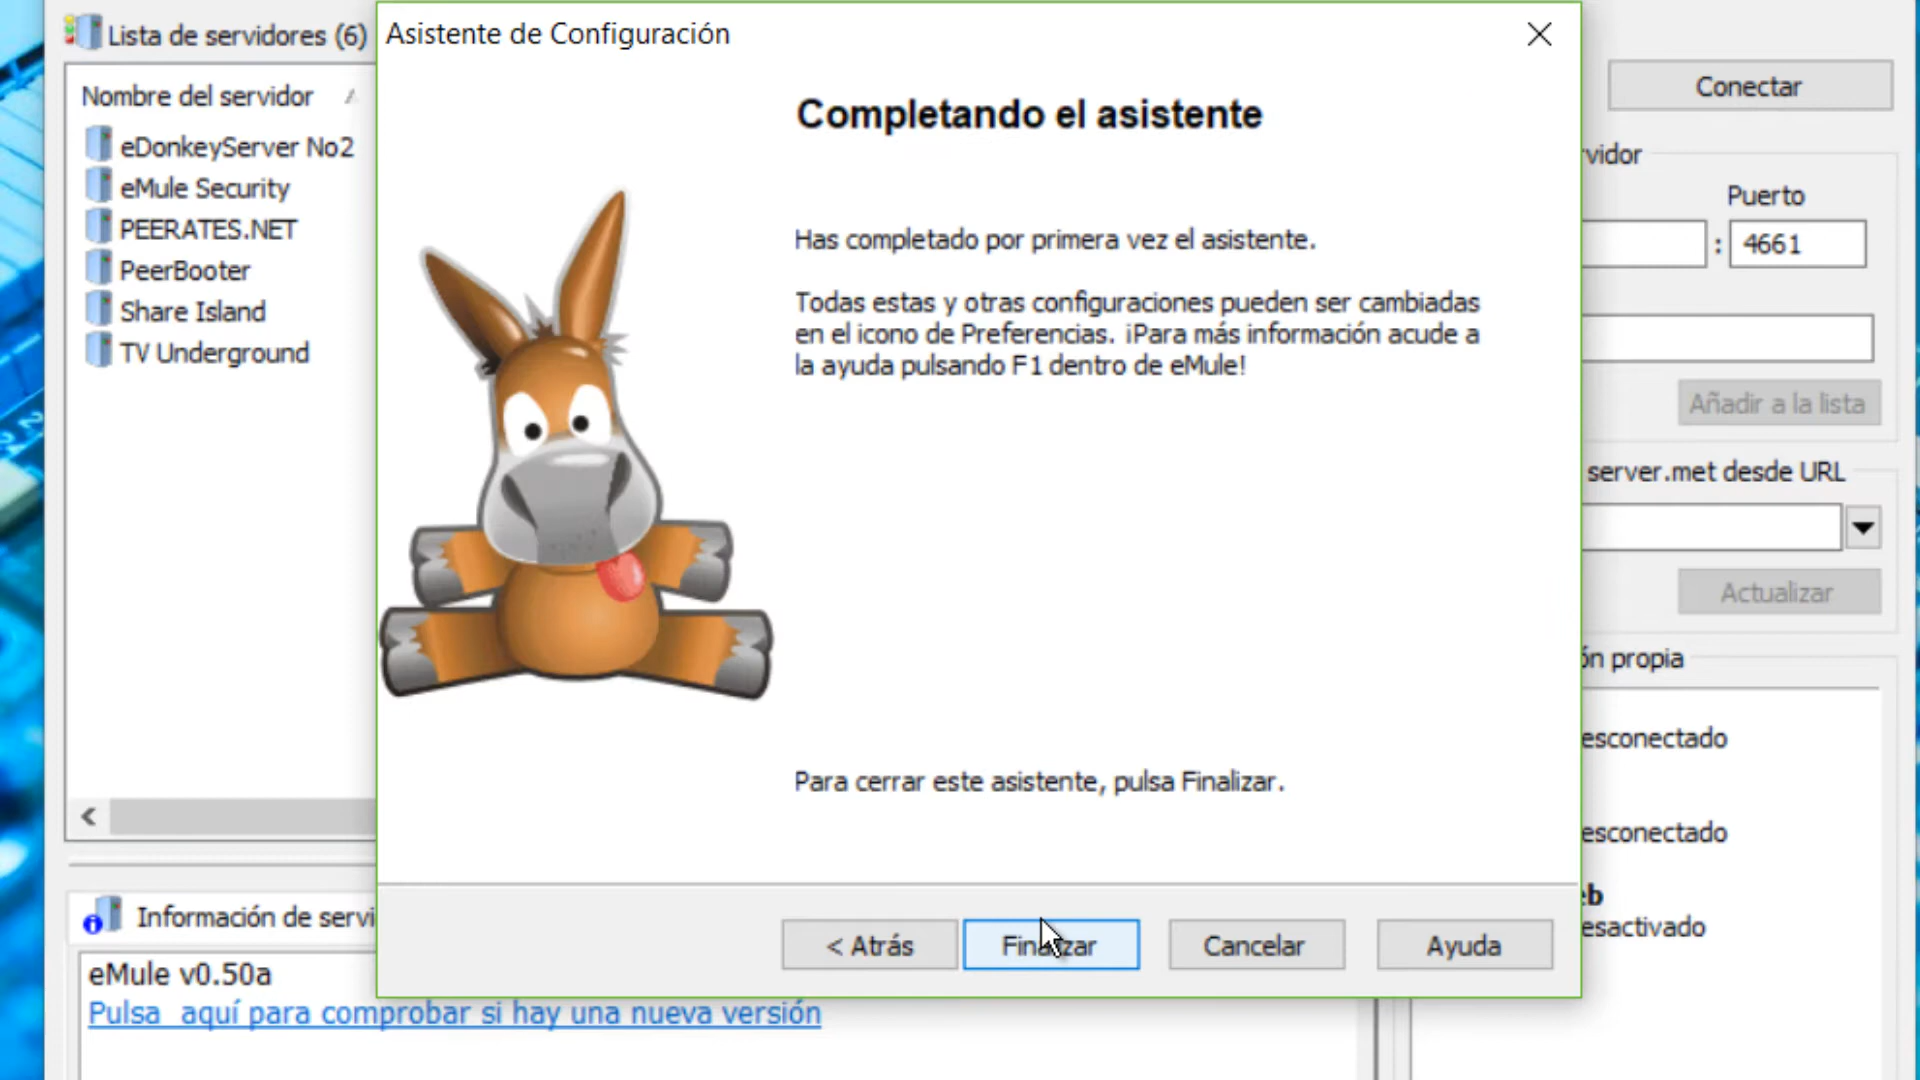 Lista de servidores (6)
Nombre del servidor
eDonkeyServer No2
eMule Security
PEERATES.NET
PeerBooter
Share Island
TV Underground
Información de servi
eMule v0.50a
Pulsa aquí para comprobar si hay una nueva versión
Asistente de Configuración
Completando el asistente
Has completado por primera vez el asistente.
Todas estas y otras configuraciones pueden ser cambiadas
en el icono de Preferencias. ¡Para más información acude a
la ayuda pulsando F1 dentro de eMule!
Para cerrar este asistente, pulsa Finalizar.
< Atrás
Finalizar
Cancelar
Ayuda
Conectar
rvidor
Puerto
: 4661
Añadir a la lista
server.met desde URL
Actualizar
ón propia
esconectado
esconectado
eb
esactivado